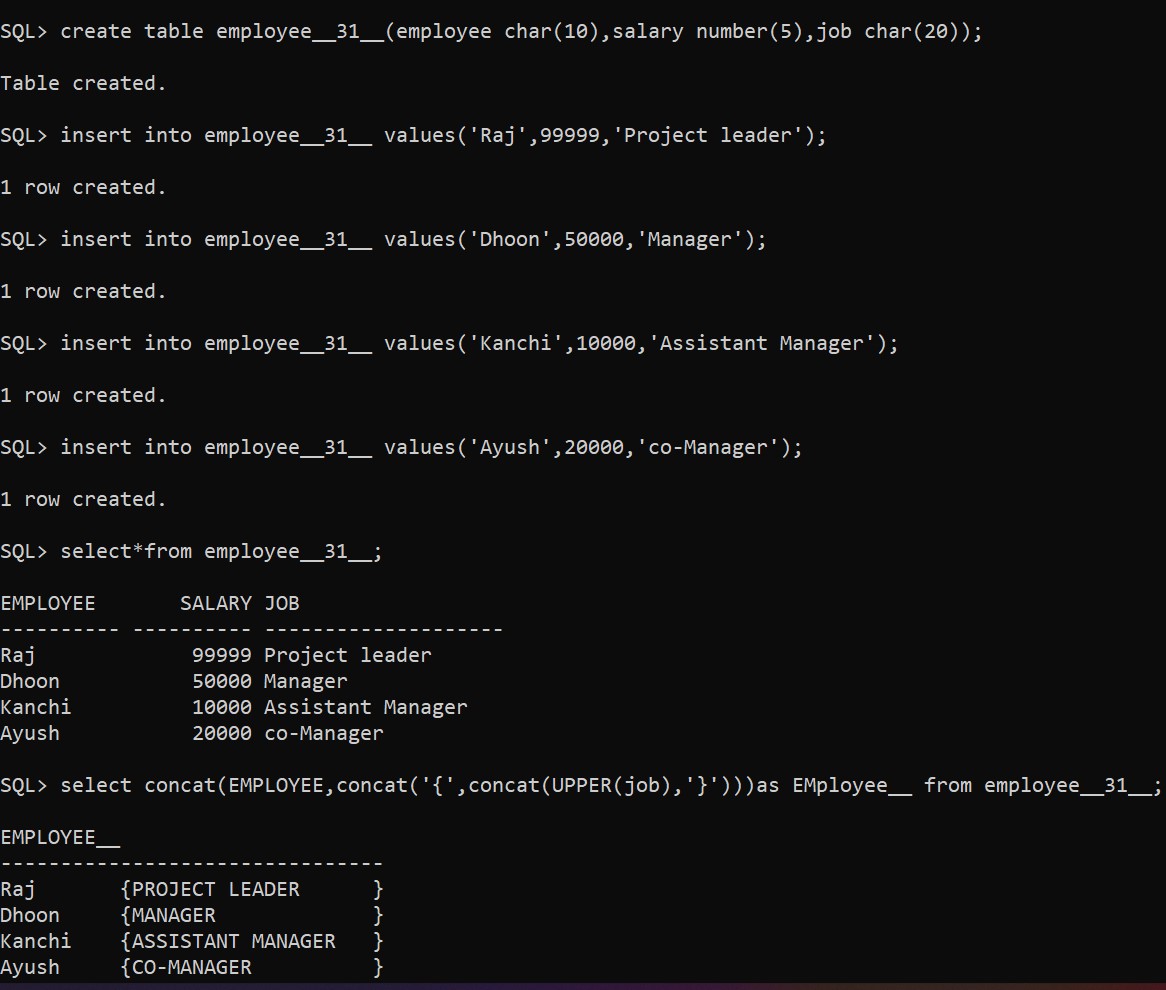 SQL> create table employee__31__(employee char(10),salary number(5),job char(20));
Table created.
SQL> insert into employee__31__ values('Raj',99999,'Project leader');
1 row created.
SQL> insert into employee__31__ values('Dhoon',50000,'Manager');
1 row created.
SQL> insert into employee__31__ values('Kanchi',10000,'Assistant Manager');
1 row created.
SQL> insert into employee__31__ values('Ayush',20000,'co-Manager');
1 row created.
SQL> select*from employee__31__;
EMPLOYEE       SALARY JOB
---------- ---------- --------------------
Raj             99999 Project leader
Dhoon           50000 Manager
Kanchi          10000 Assistant Manager
Ayush           20000 co-Manager
SQL> select concat(EMPLOYEE,concat('{',concat(UPPER(job),'}')))as EMployee__ from employee__31__;
EMPLOYEE__
--------------------------------
Raj       {PROJECT LEADER      }
Dhoon     {MANAGER             }
Kanchi    {ASSISTANT MANAGER   }
Ayush     {CO-MANAGER          }